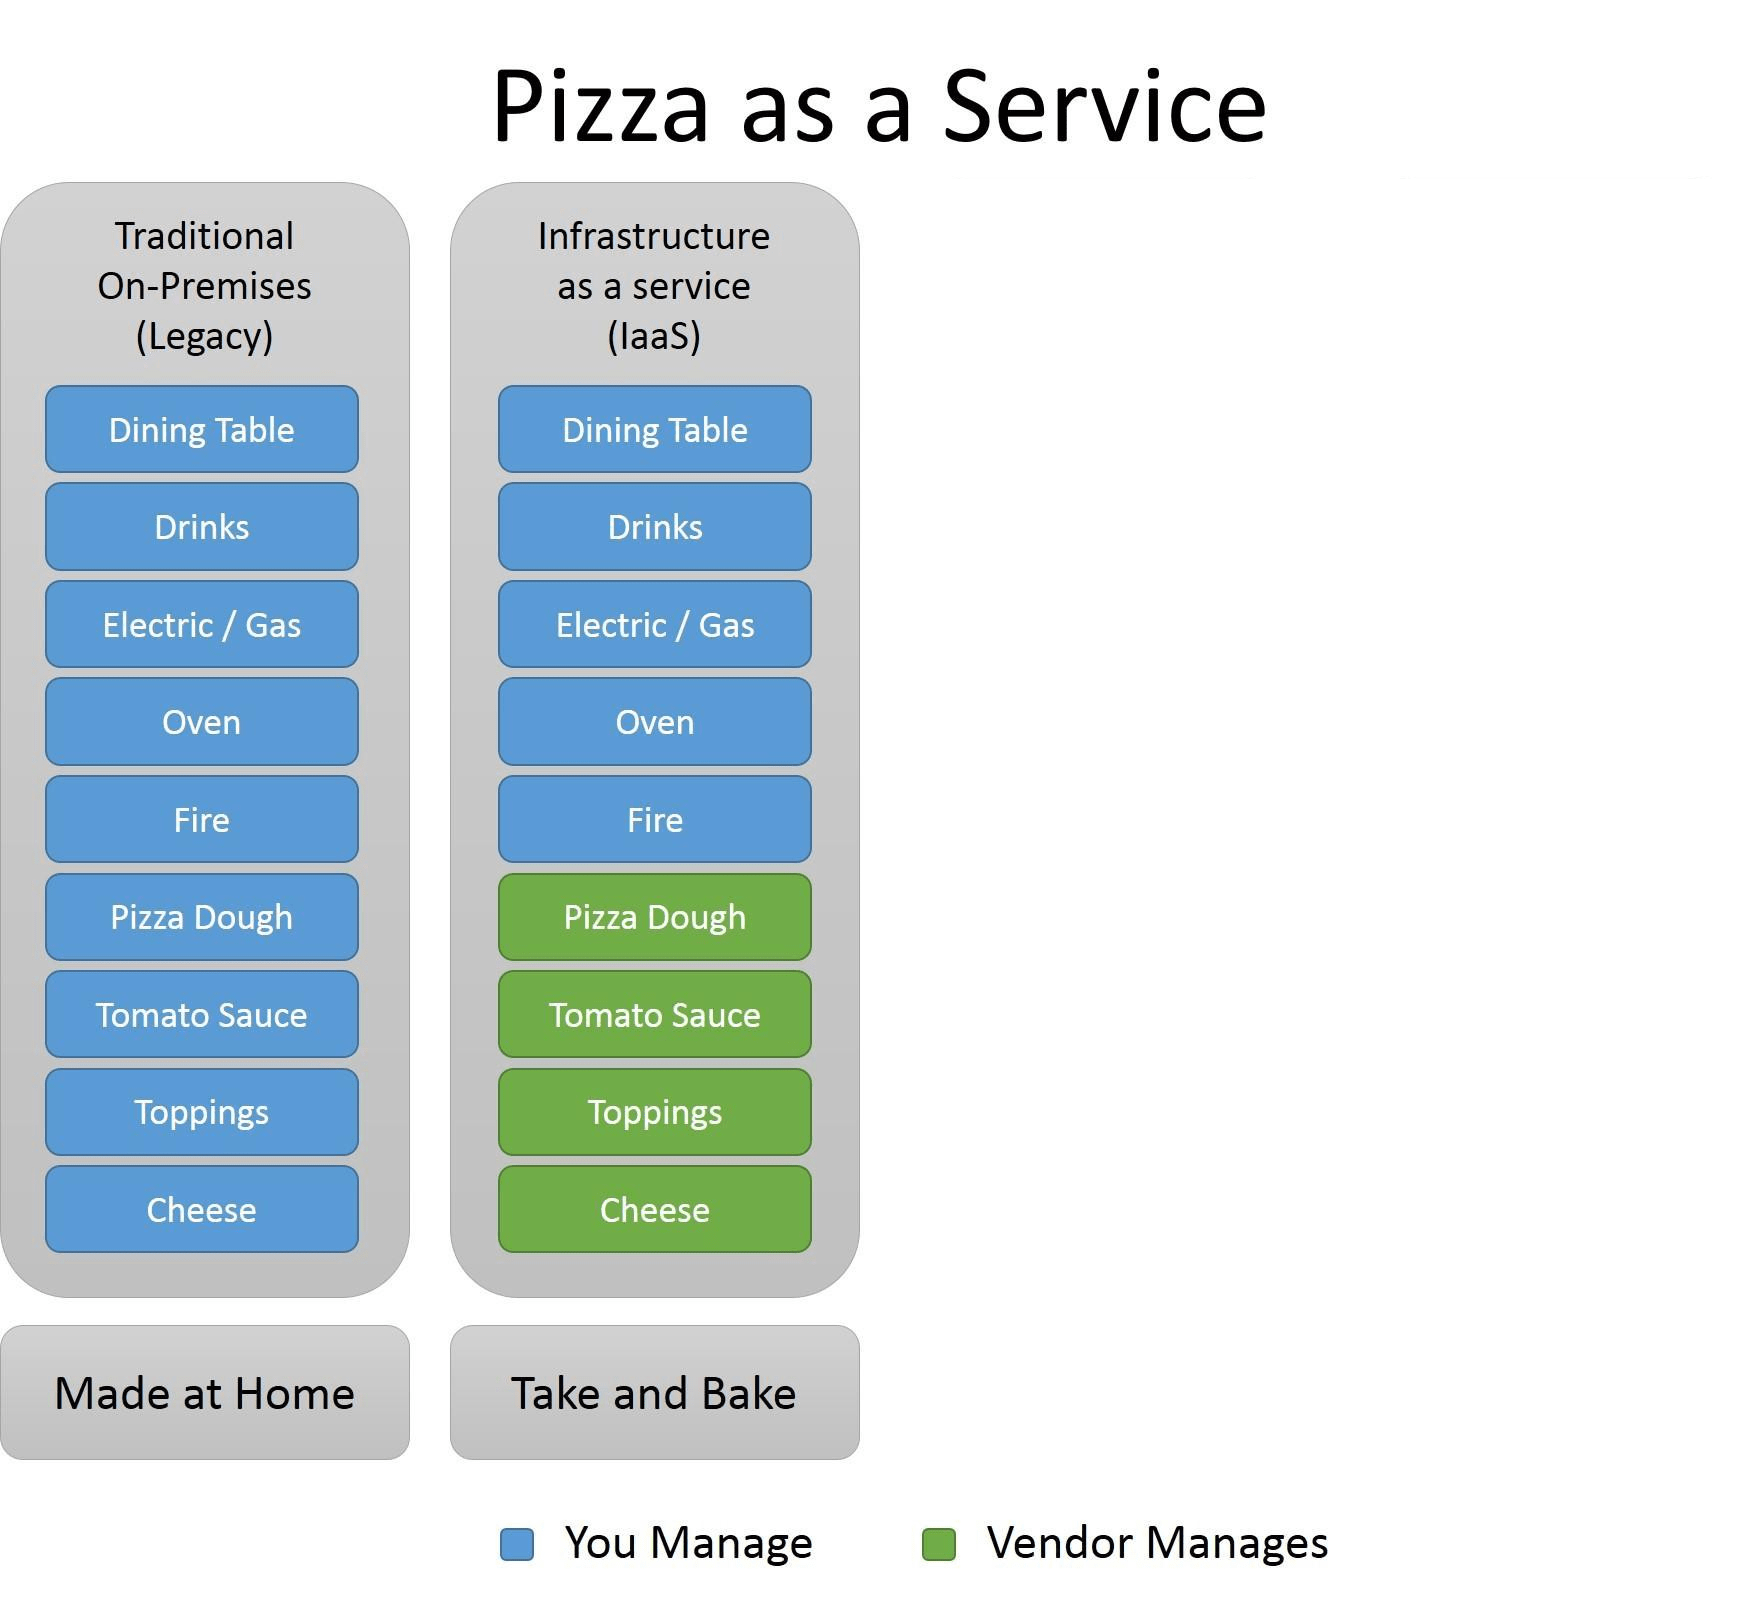 Pizza as a Service
Traditional
On-Premises
(Legacy)
Dining Table
Drinks
Electric / Gas
Oven
Fire
Pizza Dough
Tomato Sauce
Toppings
Cheese
Made at Home
Infrastructure
as a service
(IaaS)
Dining Table
Drinks
Electric / Gas
Oven
Fire
Pizza Dough
Tomato Sauce
Toppings
Cheese
Take and Bake
You Manage
Vendor Manages